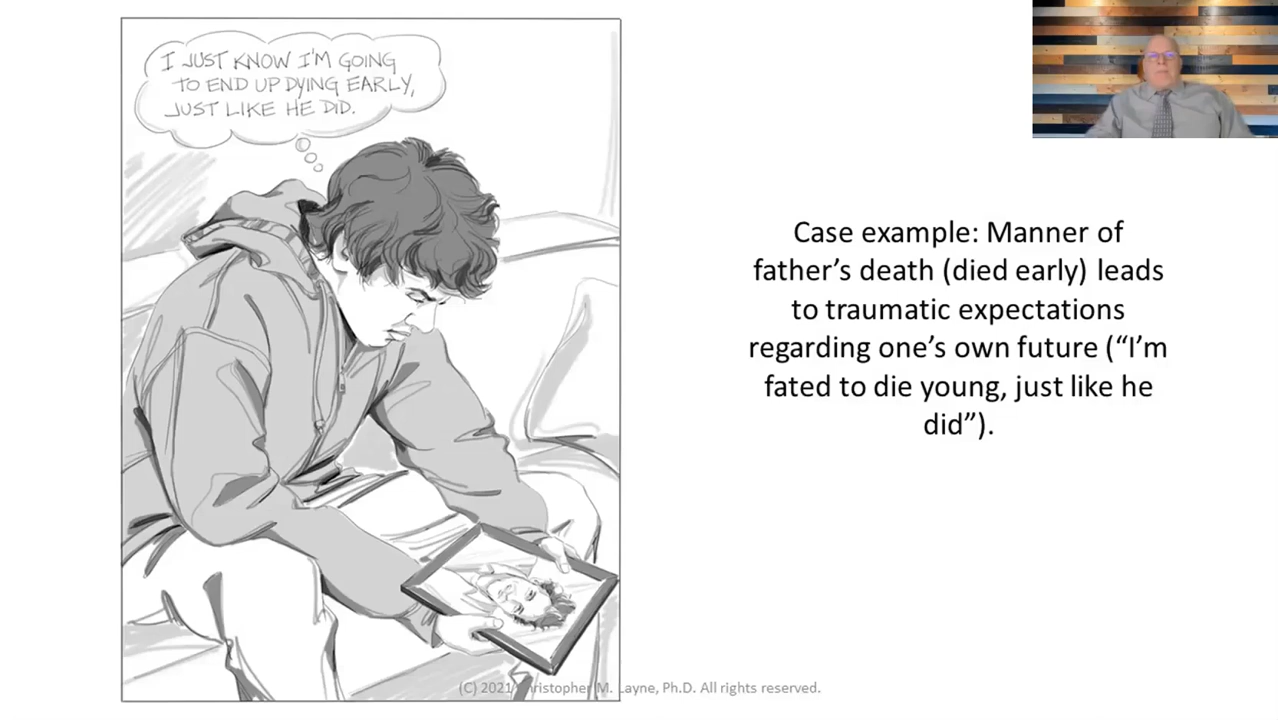 I JUST KNOW I'M GOING
TO END UP DYING EARLY,
JUST LIKE HE DID.
Case example: Manner of
father’s death (died early) leads
to traumatic expectations
regarding one’s own future (“I’m
fated to die young, just like he
did”).
(C) 2021 Christopher M. Layne, Ph.D. All rights reserved.